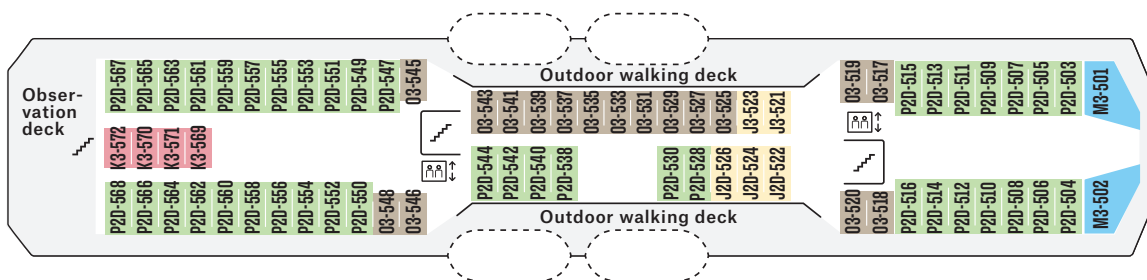 Outdoor walking deck
Obser-
vation
deck
P2D-567
P2D-565
P2D-563
P2D-561
P2D-559
P2D-557
P2D-555
P2D-553
P2D-551
P2D-549
P2D-547
O3-545
K3-572
K3-570
K3-571
K3-569
P2D-568
P2D-566
P2D-564
P2D-562
P2D-560
P2D-558
P2D-556
P2D-554
P2D-552
P2D-550
O3-548
O3-546
O3-543
O3-541
O3-539
O3-537
O3-535
O3-533
O3-531
O3-529
O3-527
O3-525
J3-523
J3-521
P2D-544
P2D-542
P2D-540
P2D-538
P2D-530
P2D-528
J2D-526
J2D-524
J2D-522
Outdoor walking deck
O3-519
O3-517
P2D-515
P2D-513
P2D-511
P2D-509
P2D-507
P2D-505
P2D-503
M3-501
O3-520
O3-518
P2D-516
P2D-514
P2D-512
P2D-510
P2D-508
P2D-506
P2D-504
M3-502